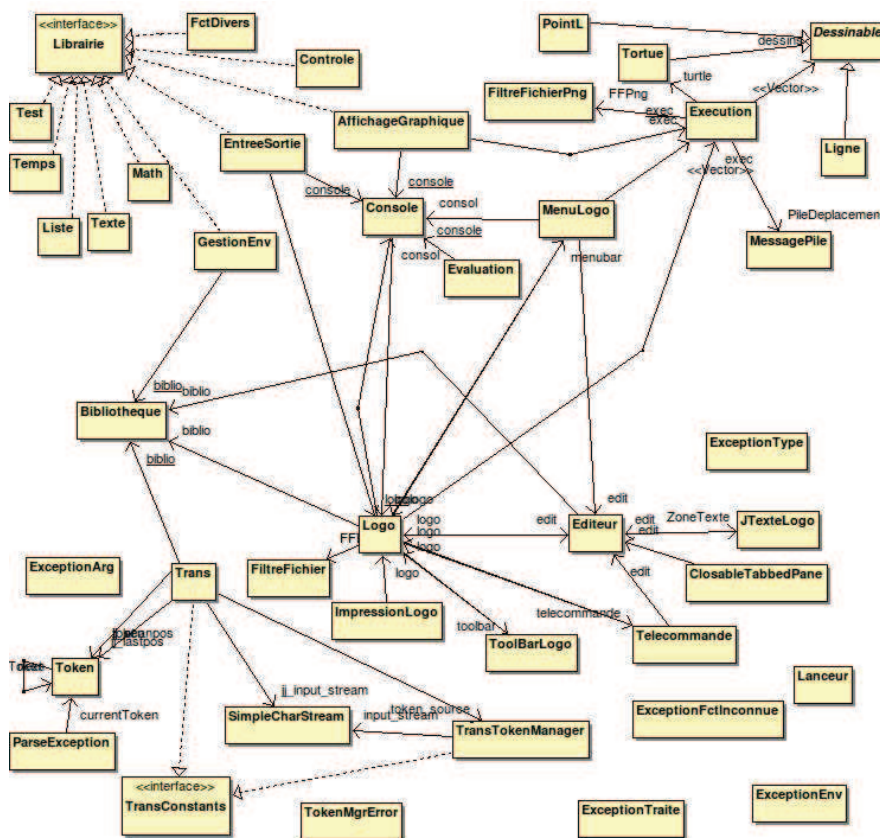 <<interface>>
Librairie
FctDivers
PointL
Dessinable
dessins
Tortue
Controle
turtle
<<Vector>>
FiltreFichierPng
FFPng
exec
exec
Execution
Test
AffichageGraphique
EntreeSortie
Ligne
exec
<<Vector>>
Temps
Math
console
console
Console
consol
MenuLogo
PileDeplacement
Liste
Texte
console
MessagePile
GestionEnv
consol
Evaluation
menubar
biblio
biblio
Bibliotheque
biblio
ExceptionType
biblio
logo
Logo
logo
logo
logo
edit
Editeur
edit
edit
edit
ZoneTexte
JTexteLogo
ExceptionArg
Trans
FiltreFichier
logo
edit
ClosableTabbedPane
ImpressionLogo
telecommande
toolbar
ToolBarLogo
Telecommande
jj_lastpos
Token
Lanceur
jj_input_stream
currentToken
SimpleCharStream
token_source
input_stream
ExceptionFctInconnue
ParseException
TransTokenManager
<<interface>>
TransConstants
TokenMgrError
ExceptionTraite
ExceptionEnv